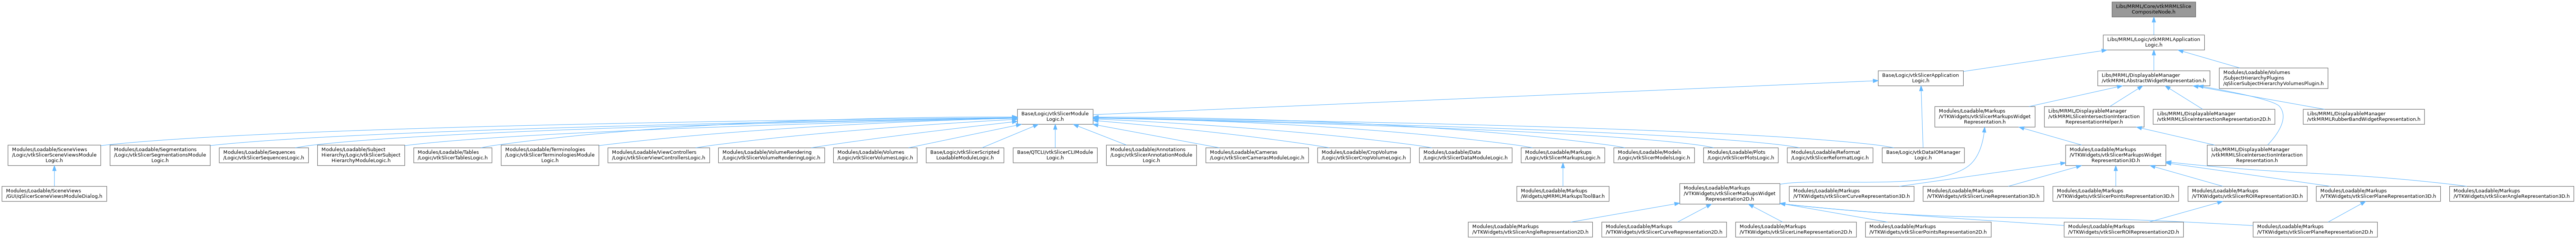 Libs/MRML/Core/vtkMRMLSlice
CompositeNode.h
Libs/MRML/Logic/vtkMRMLApplication
Logic.h
Base/Logic/vtkSlicerApplication
Logic.h
Libs/MRML/DisplayableManager
/vtkMRMLAbstractWidgetRepresentation.h
Modules/Loadable/Volumes
/SubjectHierarchyPlugins
/qSlicerSubjectHierarchyVolumesPlugin.h
Base/Logic/vtkSlicerModule
Logic.h
Modules/Loadable/Markups
/VTKWidgets/vtkSlicerMarkupsWidget
Representation.h
Libs/MRML/DisplayableManager
/vtkMRMLSliceIntersectionInteraction
RepresentationHelper.h
Libs/MRML/DisplayableManager
/vtkMRMLSliceIntersectionRepresentation2D.h
Libs/MRML/DisplayableManager
/vtkMRMLRubberBandWidgetRepresentation.h
Modules/Loadable/SceneViews
/Logic/vtkSlicerSceneViewsModule
Logic.h
Modules/Loadable/Segmentations
/Logic/vtkSlicerSegmentationsModule
Logic.h
Modules/Loadable/Sequences
/Logic/vtkSlicerSequencesLogic.h
Modules/Loadable/Subject
Hierarchy/Logic/vtkSlicerSubject
HierarchyModuleLogic.h
Modules/Loadable/Tables
/Logic/vtkSlicerTablesLogic.h
Modules/Loadable/Terminologies
/Logic/vtkSlicerTerminologiesModule
Logic.h
Modules/Loadable/ViewControllers
/Logic/vtkSlicerViewControllersLogic.h
Modules/Loadable/VolumeRendering
/Logic/vtkSlicerVolumeRenderingLogic.h
Modules/Loadable/Volumes
/Logic/vtkSlicerVolumesLogic.h
Base/Logic/vtkSlicerScripted
LoadableModuleLogic.h
Base/QTCLI/vtkSlicerCLIModule
Logic.h
Modules/Loadable/Annotations
/Logic/vtkSlicerAnnotationModule
Logic.h
Modules/Loadable/Cameras
/Logic/vtkSlicerCamerasModuleLogic.h
Modules/Loadable/CropVolume
/Logic/vtkSlicerCropVolumeLogic.h
Modules/Loadable/Data
/Logic/vtkSlicerDataModuleLogic.h
Modules/Loadable/Markups
/Logic/vtkSlicerMarkupsLogic.h
Modules/Loadable/Models
/Logic/vtkSlicerModelsLogic.h
Modules/Loadable/Plots
/Logic/vtkSlicerPlotsLogic.h
Modules/Loadable/Reformat
/Logic/vtkSlicerReformatLogic.h
Base/Logic/vtkDataIOManager
Logic.h
Modules/Loadable/Markups
/VTKWidgets/vtkSlicerMarkupsWidget
Representation3D.h
Libs/MRML/DisplayableManager
/vtkMRMLSliceIntersectionInteraction
Representation.h
Modules/Loadable/SceneViews
/GUI/qSlicerSceneViewsModuleDialog.h
Modules/Loadable/Markups
/Widgets/qMRMLMarkupsToolBar.h
Modules/Loadable/Markups
/VTKWidgets/vtkSlicerMarkupsWidget
Representation2D.h
Modules/Loadable/Markups
/VTKWidgets/vtkSlicerCurveRepresentation3D.h
Modules/Loadable/Markups
/VTKWidgets/vtkSlicerLineRepresentation3D.h
Modules/Loadable/Markups
/VTKWidgets/vtkSlicerPointsRepresentation3D.h
Modules/Loadable/Markups
/VTKWidgets/vtkSlicerROIRepresentation3D.h
Modules/Loadable/Markups
/VTKWidgets/vtkSlicerPlaneRepresentation3D.h
Modules/Loadable/Markups
/VTKWidgets/vtkSlicerAngleRepresentation3D.h
Modules/Loadable/Markups
/VTKWidgets/vtkSlicerAngleRepresentation2D.h
Modules/Loadable/Markups
/VTKWidgets/vtkSlicerCurveRepresentation2D.h
Modules/Loadable/Markups
/VTKWidgets/vtkSlicerLineRepresentation2D.h
Modules/Loadable/Markups
/VTKWidgets/vtkSlicerPointsRepresentation2D.h
Modules/Loadable/Markups
/VTKWidgets/vtkSlicerROIRepresentation2D.h
Modules/Loadable/Markups
/VTKWidgets/vtkSlicerPlaneRepresentation2D.h